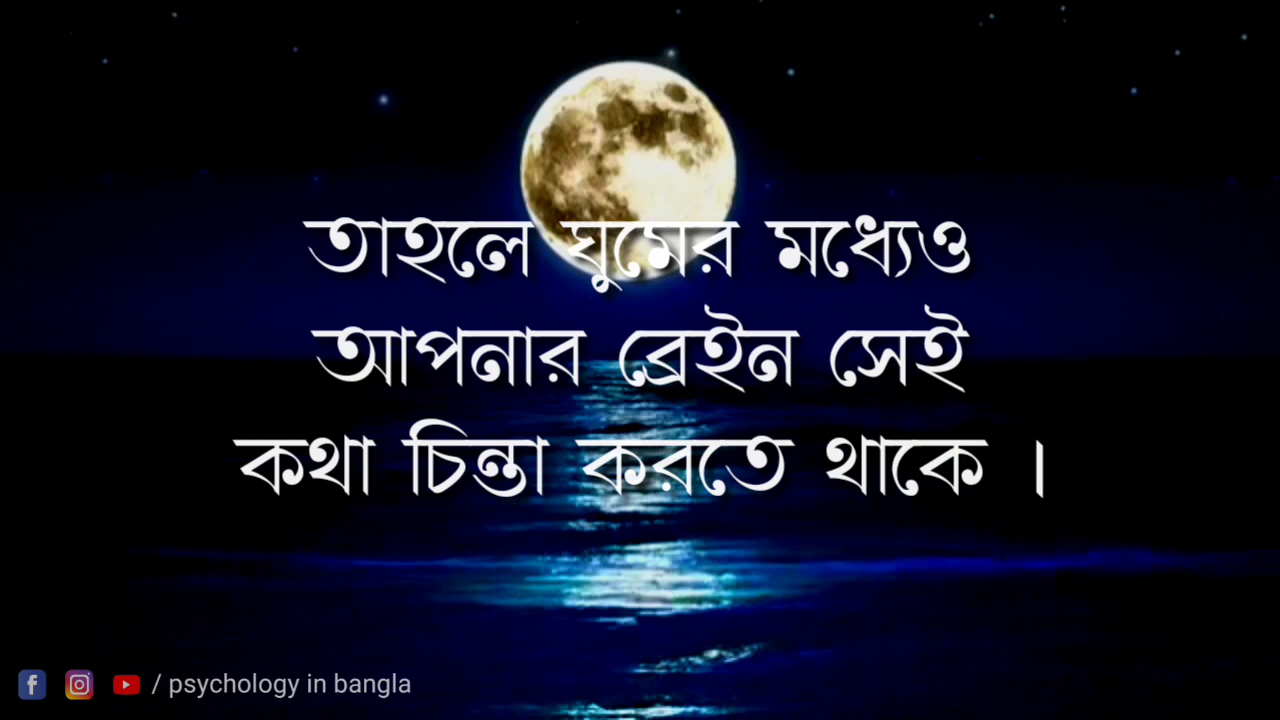 তাহলে ঘুমের মধ্যেও
আপনার ব্রেইন সেই
কথা চিন্তা করতে থাকে ।
/ psychology in bangla